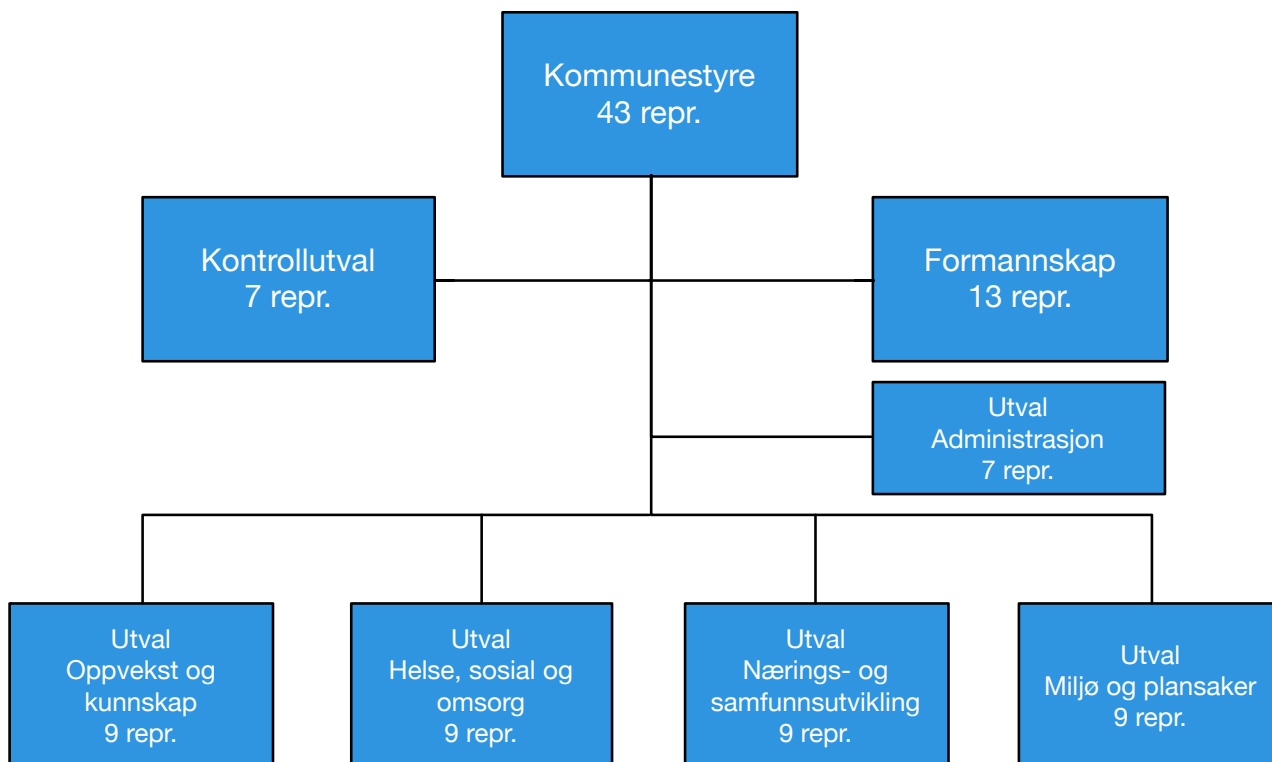 Kommunestyre
43 repr.
Kontrollutval
7 repr.
Formannskap
13 repr.
Utval
Administrasjon
7 repr.
Utval
Oppvekst og
kunnskap
9 repr.
Utval
Helse, sosial og
omsorg
9 repr.
Utval
Nærings- og
samfunnsutvikling
9 repr.
Utval
Miljø og plansaker
9 repr.